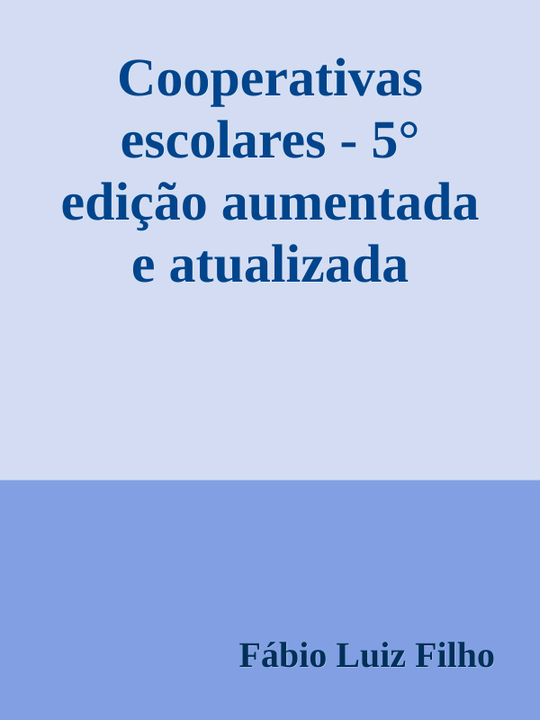 Cooperativas
escolares - 5°
edição aumentada
e atualizada
Fábio Luiz Filho